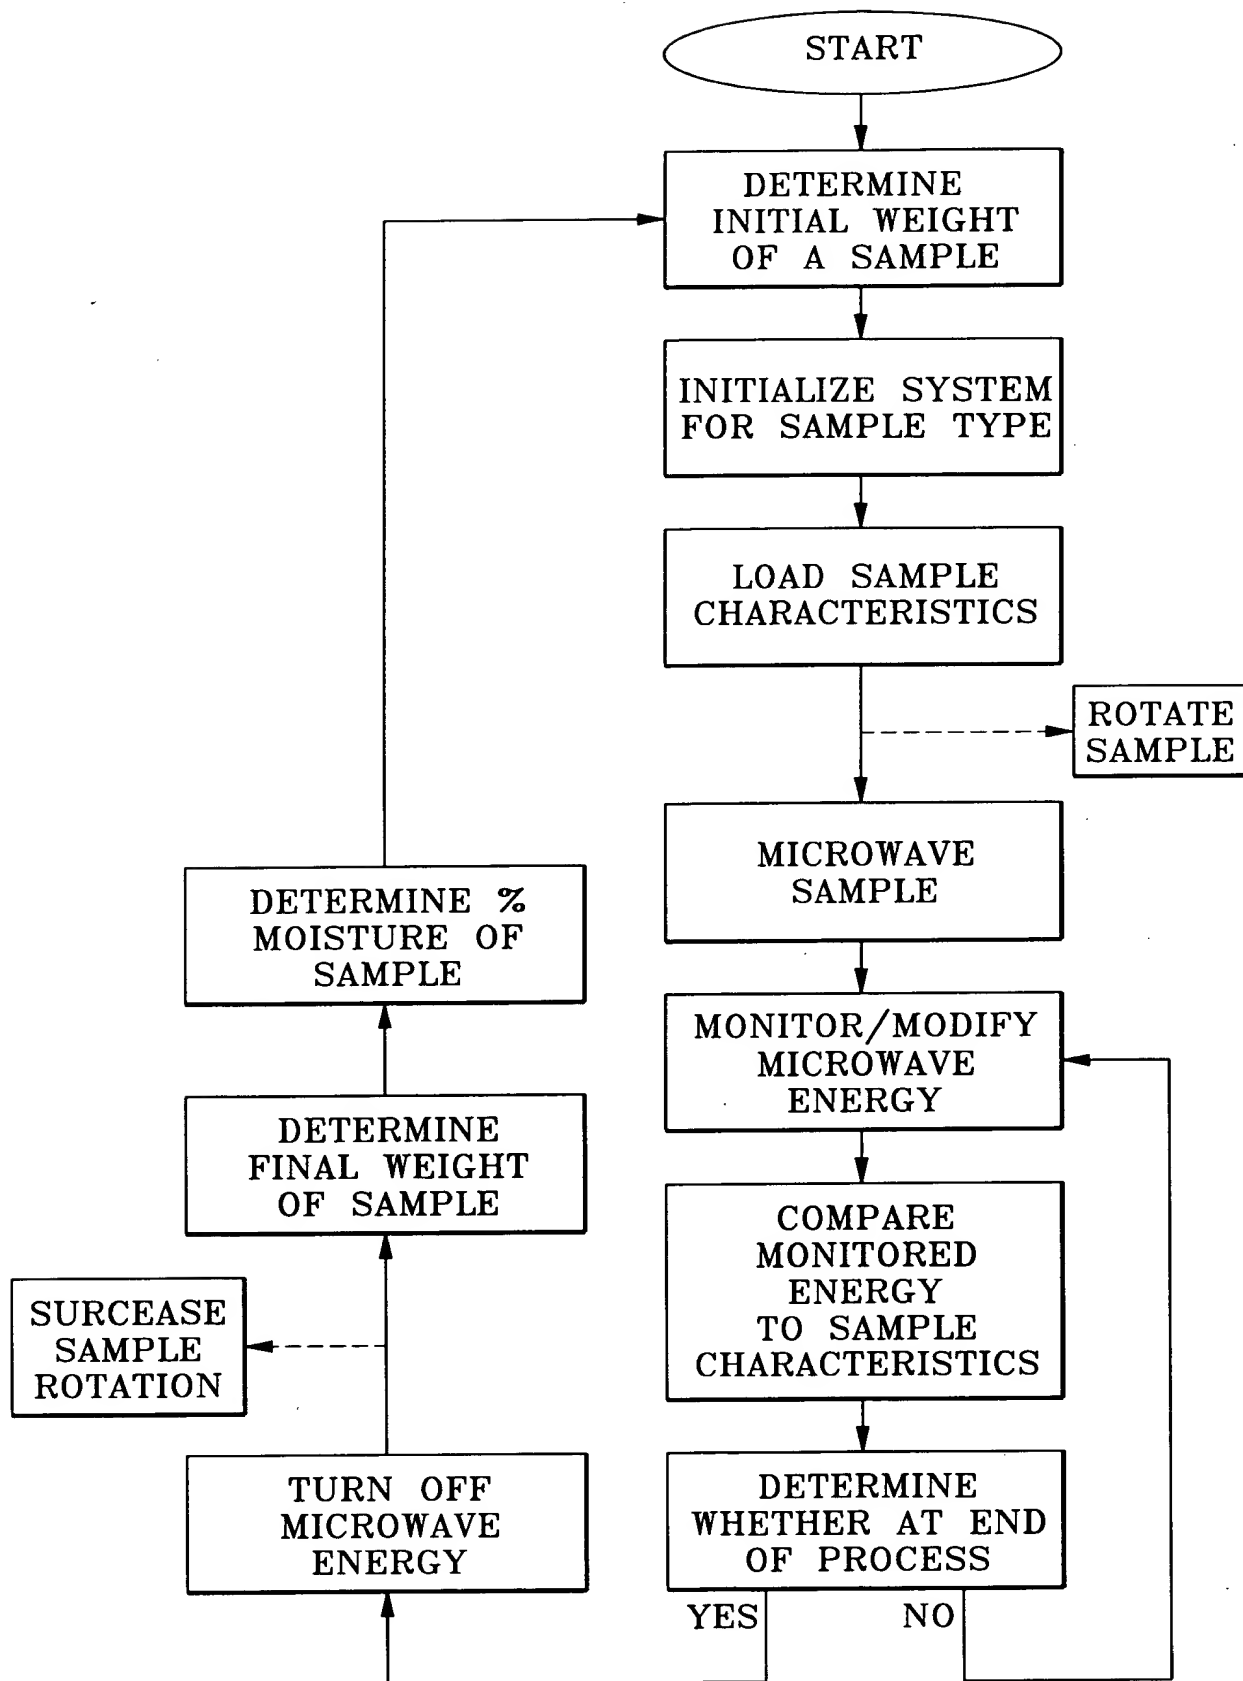 START
DETERMINE
INITIAL WEIGHT
OF A SAMPLE
INITIALIZE SYSTEM
FOR SAMPLE TYPE
LOAD SAMPLE
CHARACTERISTICS
ROTATE
SAMPLE
MICROWAVE
SAMPLE
MONITOR/MODIFY
MICROWAVE
ENERGY
COMPARE
MONITORED
ENERGY
TO SAMPLE
CHARACTERISTICS
DETERMINE
WHETHER AT END
OF PROCESS
YES
NO
TURN OFF
MICROWAVE
ENERGY
SURCEASE
SAMPLE
ROTATION
DETERMINE
FINAL WEIGHT
OF SAMPLE
DETERMINE %
MOISTURE OF
SAMPLE